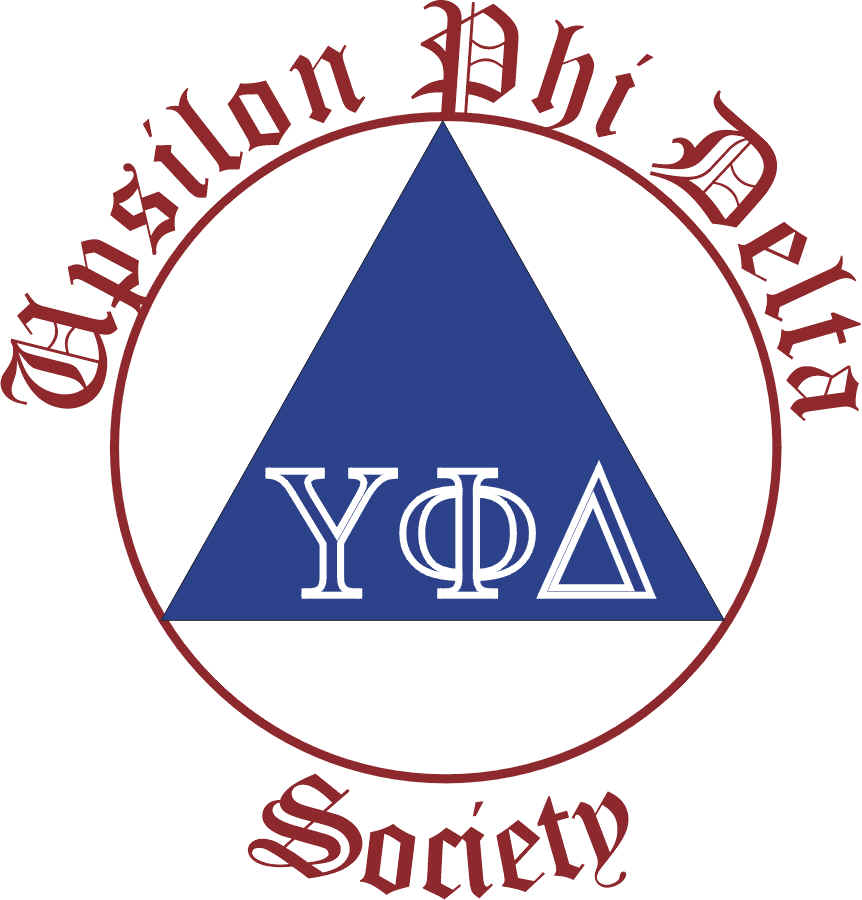 Upsilon Phi Delta
ΥΦΔ
Society